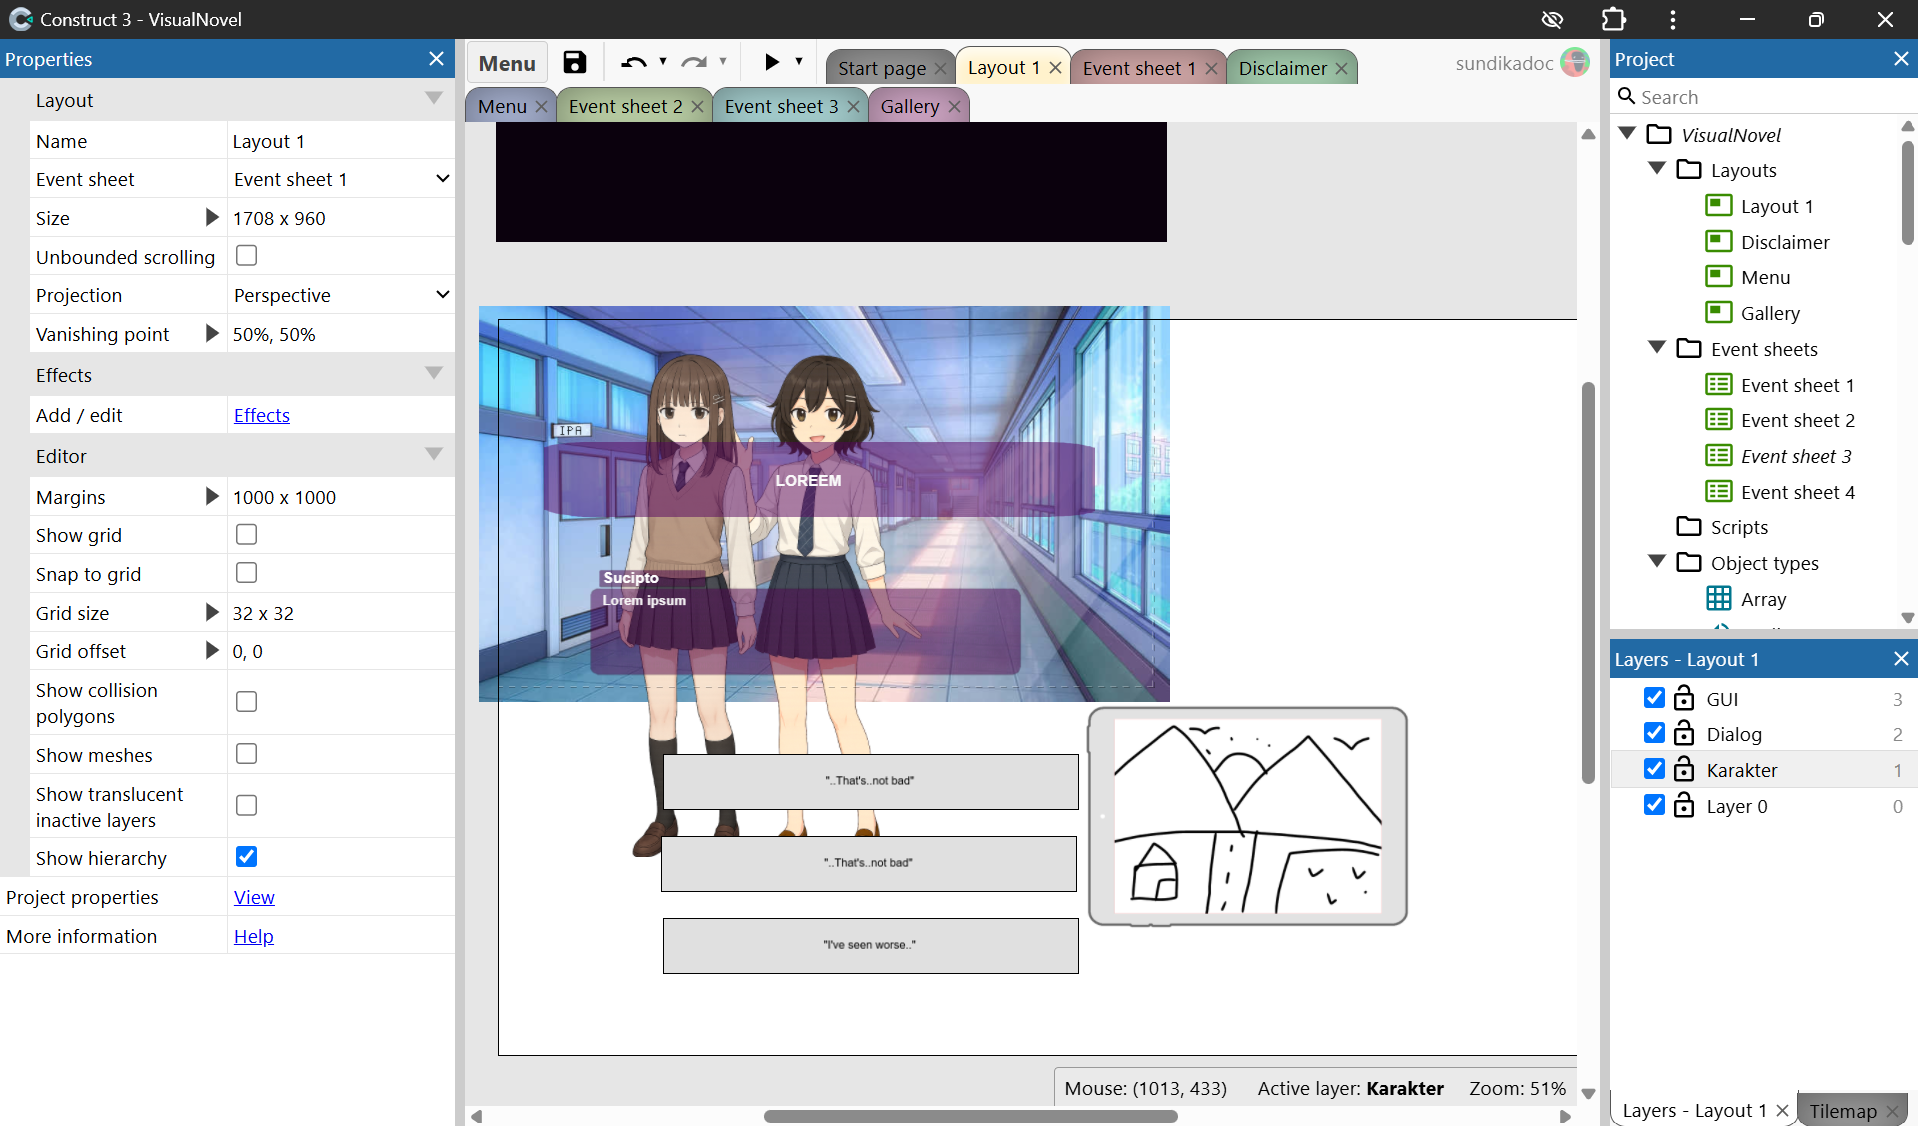 Construct 3 - VisualNovel
Properties
Layout
Name Layout 1
Event sheet Event sheet 1
Size 1708 x 960
Unbounded scrolling
Projection Perspective
Vanishing point 50%, 50%
Effects
Add / edit Effects
Editor
Margins 1000 x 1000
Show grid
Snap to grid
Grid size 32 x 32
Grid offset 0, 0
Show collision
polygons
Show meshes
Show translucent
inactive layers
Show hierarchy
Project properties View
More information Help
Menu
Start page
Layout 1
Event sheet 1
Disclaimer
sundikadoc
Menu
Event sheet 2
Event sheet 3
Gallery
IPA
LOREEM
Sucipto
Lorem ipsum
"..That's..not bad"
"..That's..not bad"
"I've seen worse.."
Mouse: (1013, 433) Active layer: Karakter Zoom: 51%
Project
Search
VisualNovel
Layouts
Layout 1
Disclaimer
Menu
Gallery
Event sheets
Event sheet 1
Event sheet 2
Event sheet 3
Event sheet 4
Scripts
Object types
Array
Layers - Layout 1
GUI 3
Dialog 2
Karakter 1
Layer 0 0
Layers - Layout 1
Tilemap